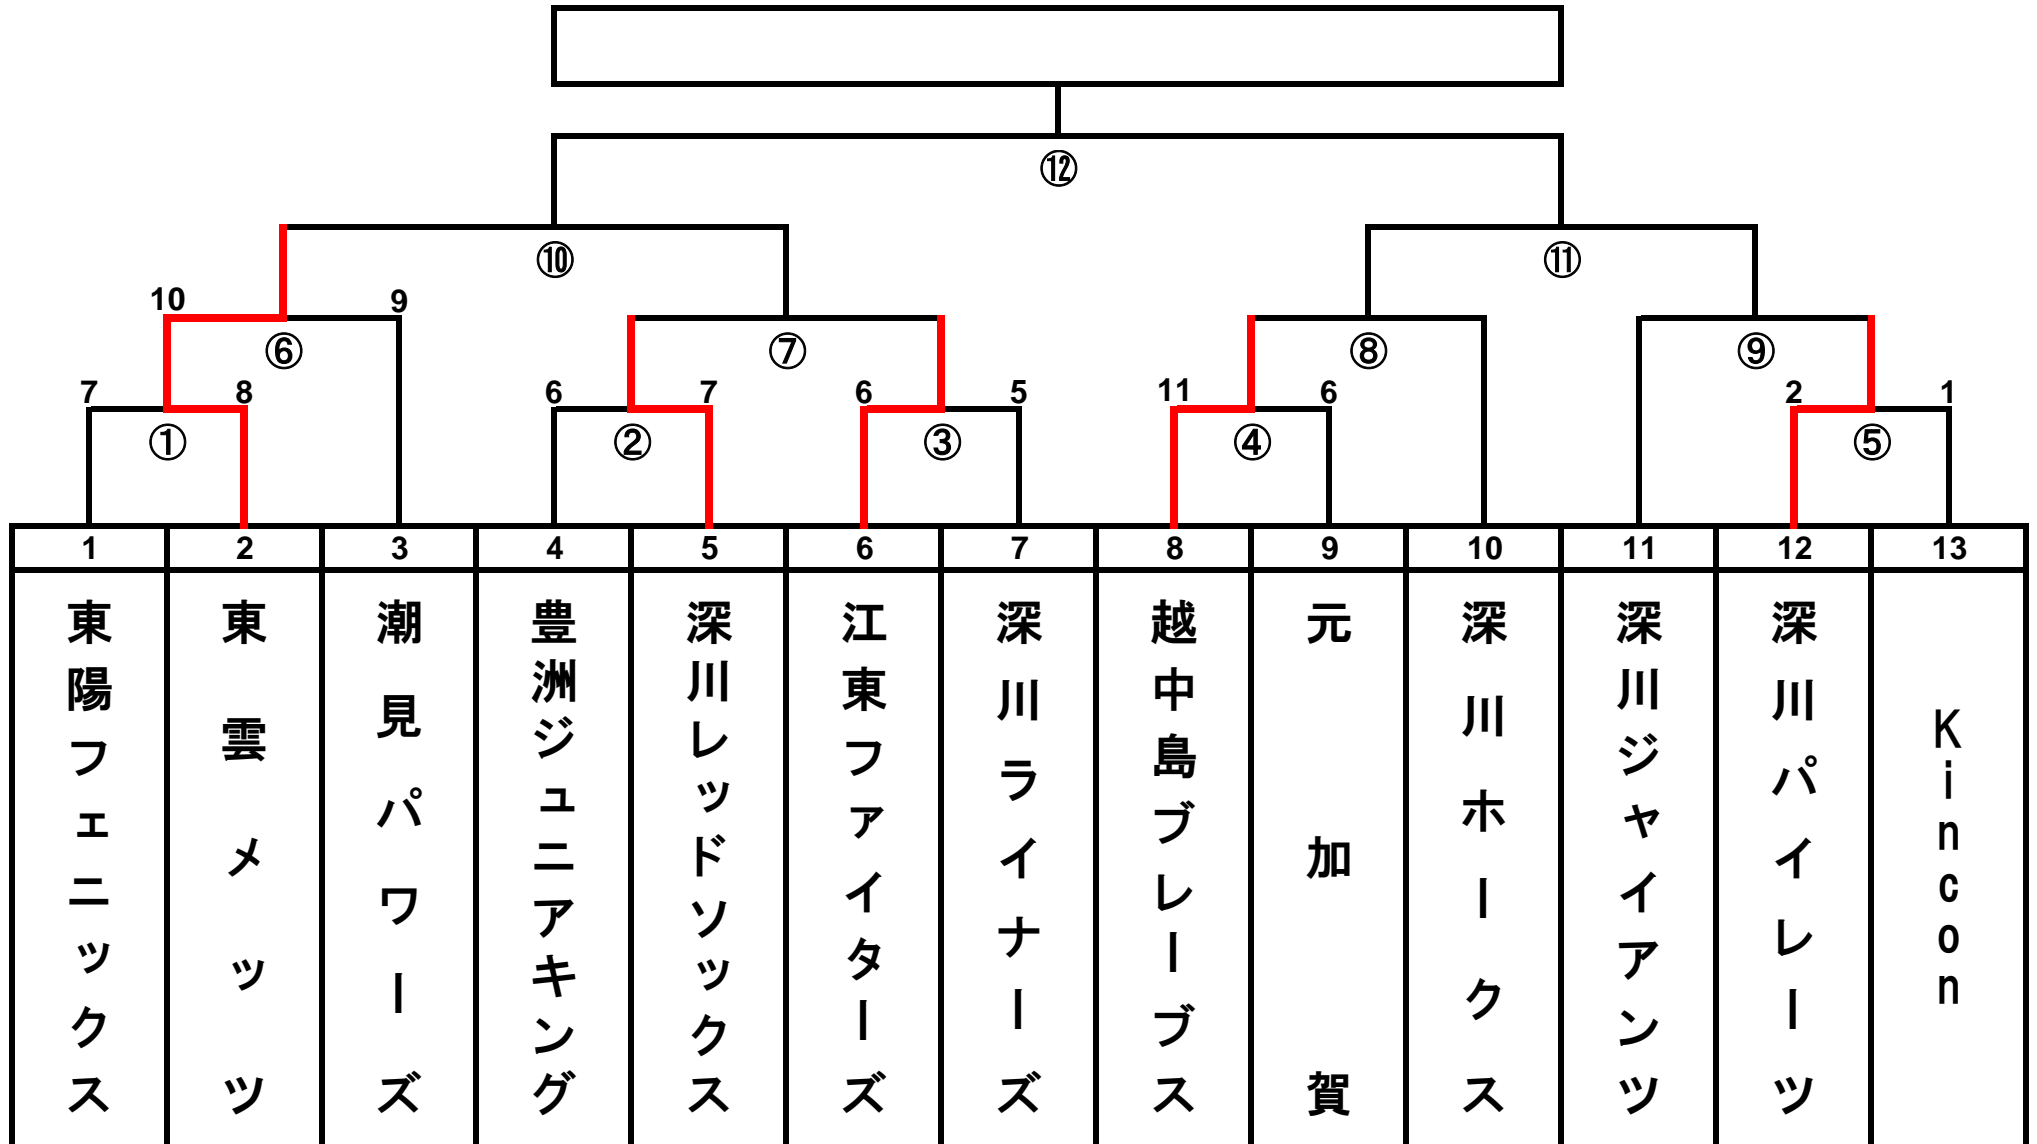 ⑫
⑩
⑪
10
9
⑥
⑦
⑧
⑨
7
8
6
7
6
5
11
6
2
1
①
②
③
④
⑤
1
2
3
4
5
6
7
8
9
10
11
12
13
東陽フェニックス
東雲メッツ
潮見パワーズ
豊洲ジュニアキング
深川レッドソックス
江東ファイターズ
深川ライナーズ
越中島ブレーブス
元加賀
深川ホークス
深川ジャイアンツ
深川パイレーツ
Kincon